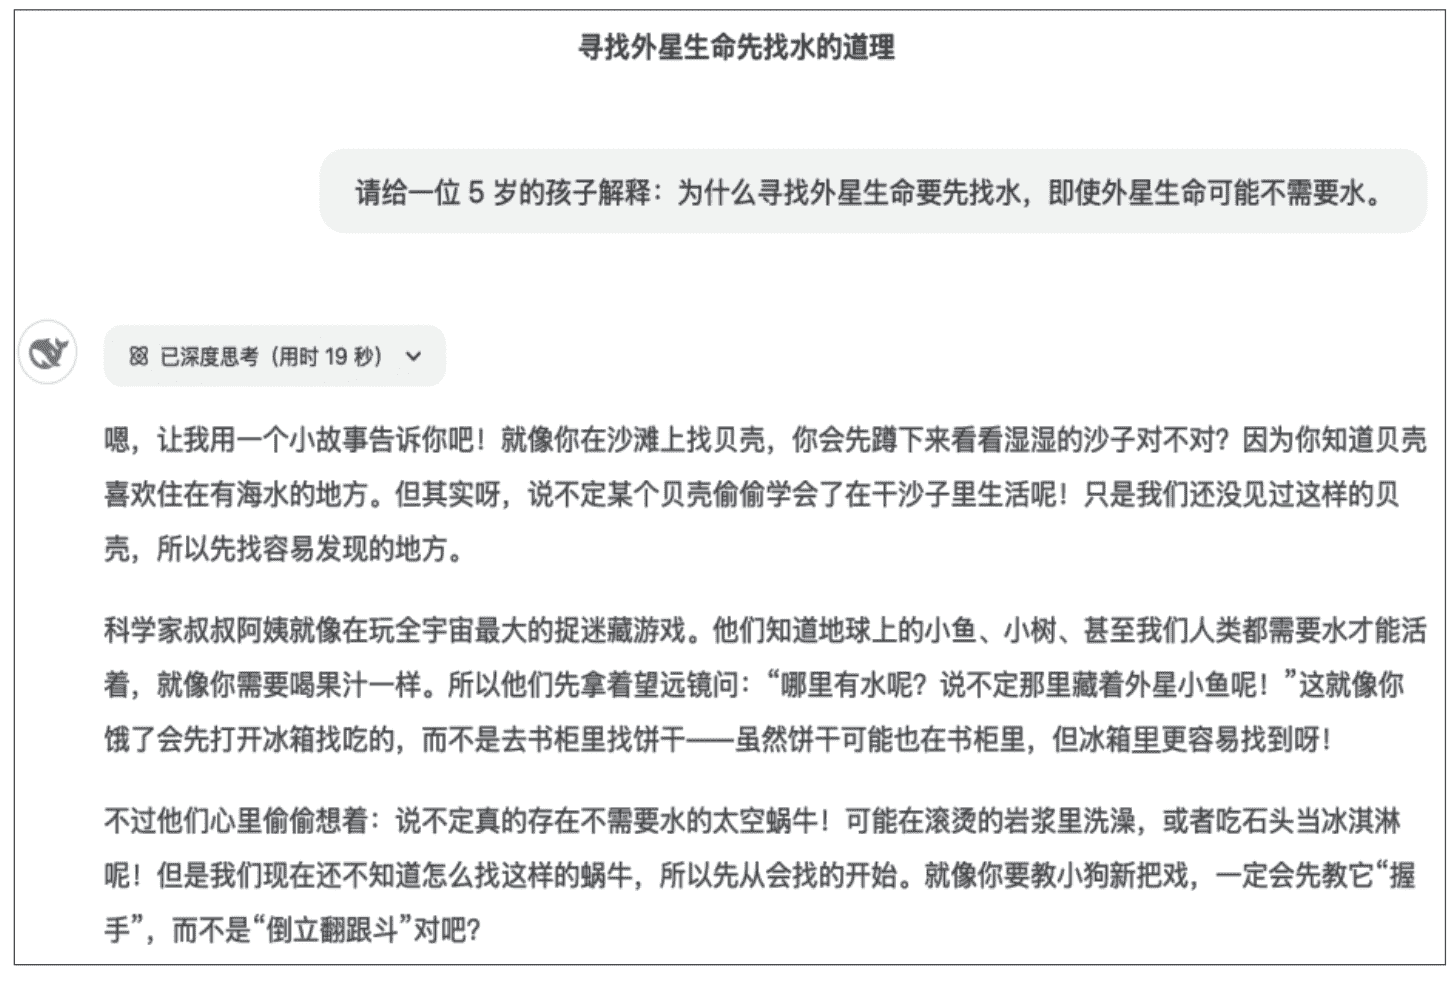 寻找外星生命先找水的道理
请给一位 5 岁的孩子解释：为什么寻找外星生命要先找水，即使外星生命可能不需要水。
已深度思考（用时 19 秒）
嗯，让我用一个小故事告诉你吧！就像你在沙滩上找贝壳，你会先蹲下来看看湿湿的沙子对不对？因为你知道贝壳
喜欢住在有海水的地方。但其实呀，说不定某个贝壳偷偷学会了在干沙子里生活呢！只是我们还没见过这样的贝
壳，所以先找容易发现的地方。
科学家叔叔阿姨就像在玩全宇宙最大的捉迷藏游戏。他们知道地球上的小鱼、小树、甚至我们人类都需要水才能活
着，就像你需要喝果汁一样。所以他们先拿着望远镜问：“哪里有水呢？说不定那里藏着外星小鱼呢！”这就像你
饿了会先打开冰箱找吃的，而不是去书柜里找饼干——虽然饼干可能也在书柜里，但冰箱里更容易找到呀！
不过他们心里偷偷想着：说不定真的存在不需要水的太空蜗牛！可能在滚烫的岩浆里洗澡，或者吃石头当冰淇淋
呢！但是我们现在还不知道怎么找这样的蜗牛，所以先从会找的开始。就像你要教小狗新把戏，一定会先教它“握
手”，而不是“倒立翻跟斗”对吧？